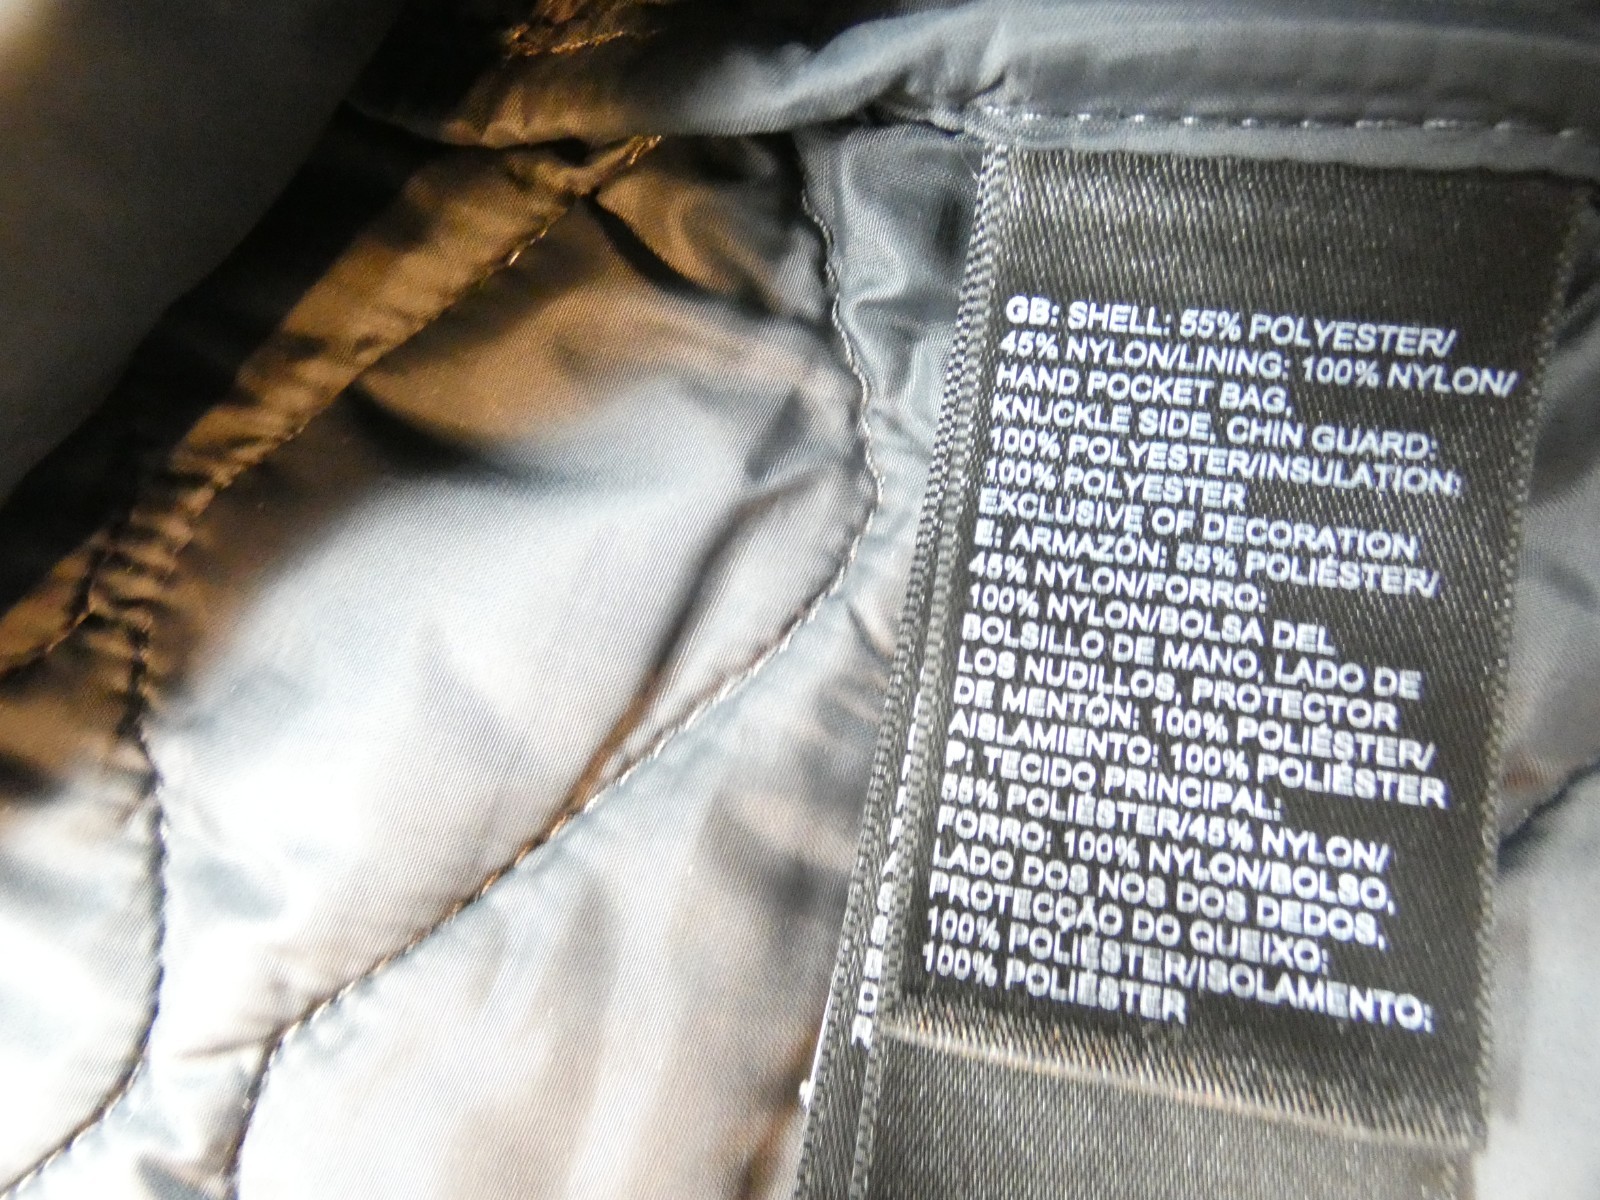 GB: SHELL: 55% POLYESTER/
45% NYLON/LINING: 100% NYLON/
HAND POCKET BAG,
KNUCKLE SIDE, CHIN GUARD:
100% POLYESTER/INSULATION:
100% POLYESTER
EXCLUSIVE OF DECORATION
E: ARMAZÓN: 55% POLIÉSTER/
45% NYLON/FORRO:
100% NYLON/BOLSA DEL
BOLSILLO DE MANO, LADO DE
LOS NUDILLOS, PROTECTOR
DE MENTÓN: 100% POLIÉSTER/
AISLAMIENTO: 100% POLIÉSTER
P: TECIDO PRINCIPAL:
55% POLIÉSTER/45% NYLON/
FORRO: 100% NYLON/BOLSO,
LADO DOS NOS DOS DEDOS,
PROTECÇÃO DO QUEIXO:
100% POLIÉSTER/ISOLAMENTO:
100% POLIÉSTER